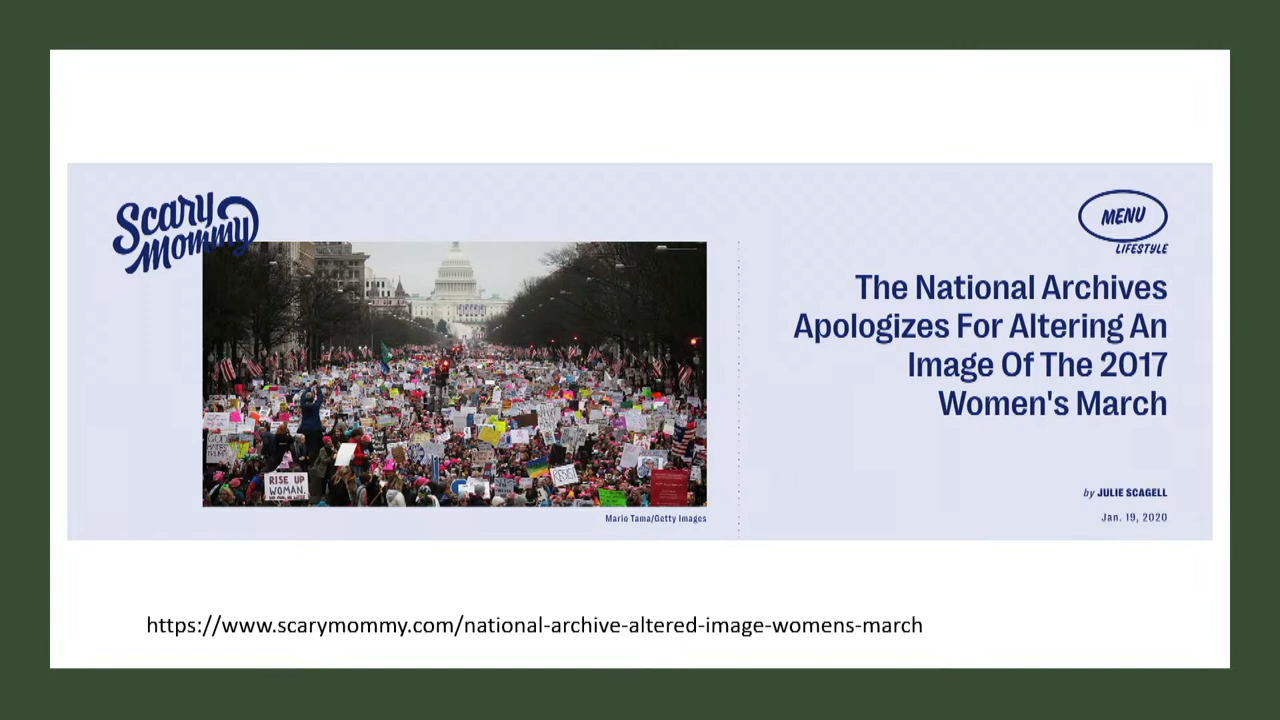 Scary
Mommy
MENU
LIFESTYLE
The National Archives
Apologizes For Altering An
Image Of The 2017
Women's March
RISE UP
WOMAN.
RESIST
Mario Tama/Getty Images
by JULIE SCAGELL
Jan. 19, 2020
https://www.scarymommy.com/national-archive-altered-image-womens-march